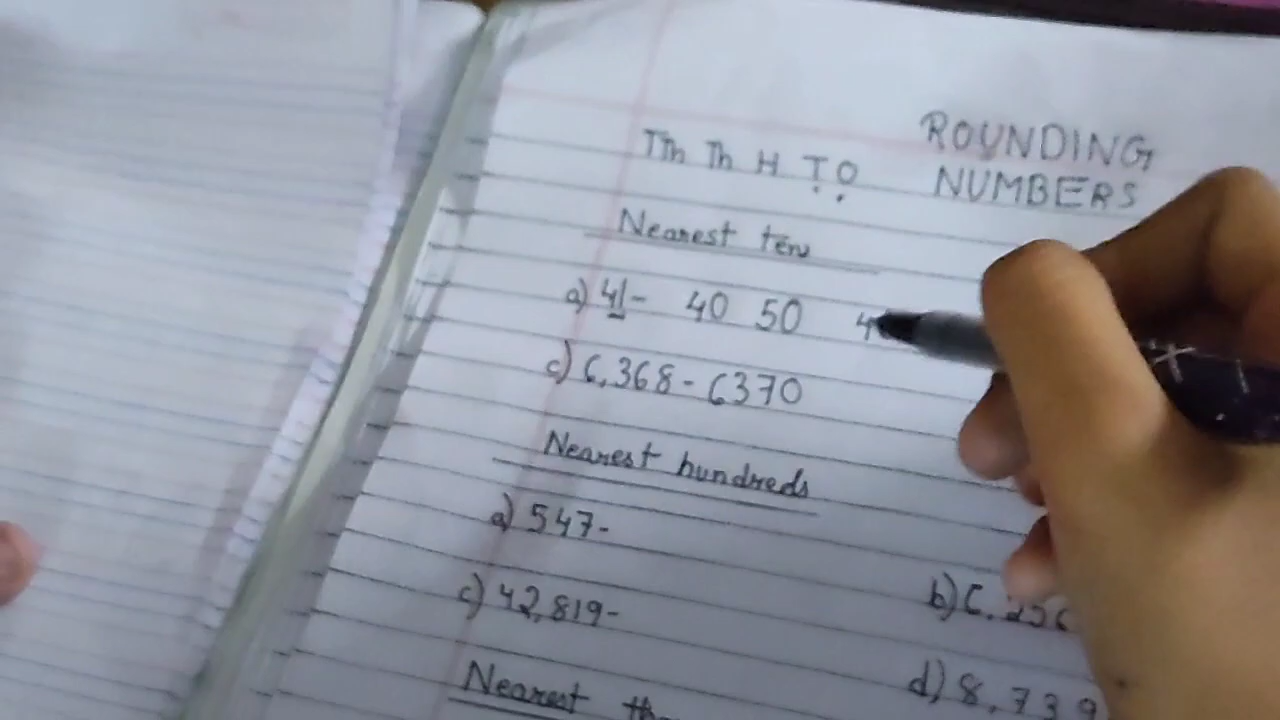 ROUNDING
NUMBERS
TTh Th H T O
Nearest ten
a) 41- 40 50
c) 6,368 - 6370
Nearest hundreds
a) 547-
c) 42,819-
b)
d) 8,739
Nearest